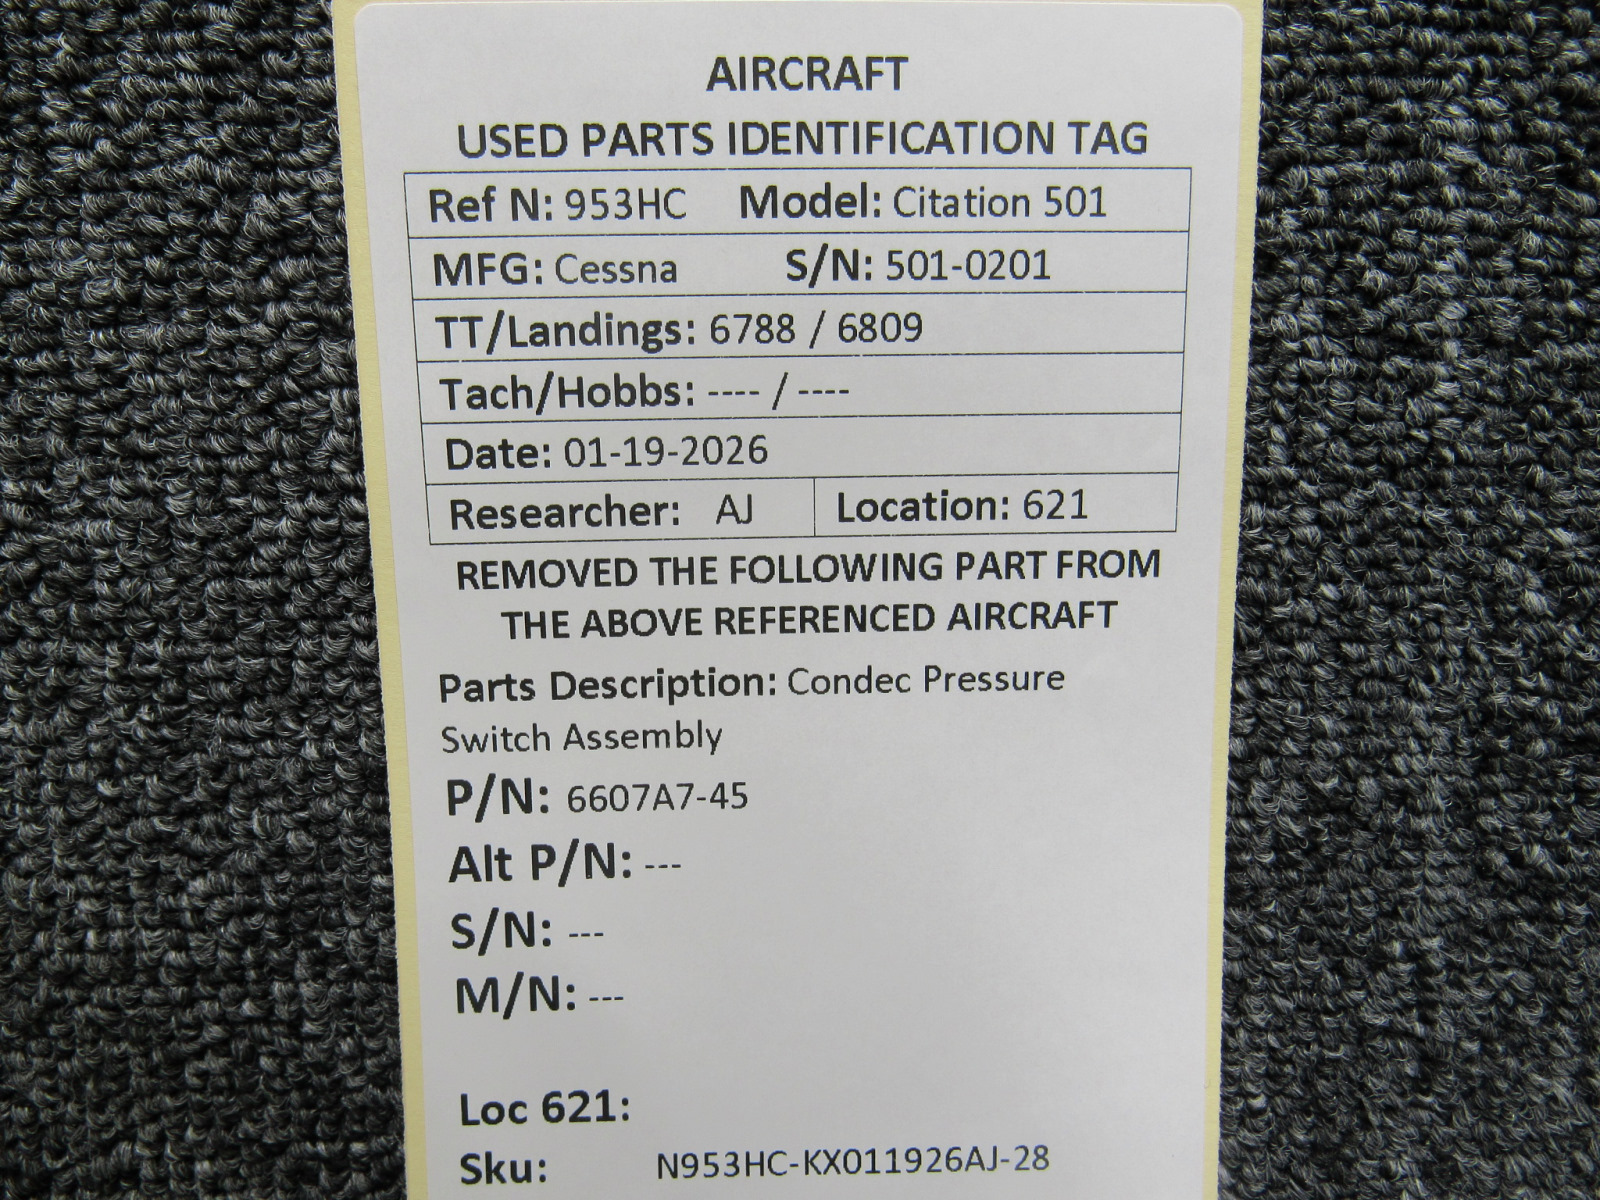 AIRCRAFT
USED PARTS IDENTIFICATION TAG
Ref N: 953HC Model: Citation 501
MFG: Cessna S/N: 501-0201
TT/Landings: 6788 / 6809
Tach/Hobbs: ---- / ----
Date: 01-19-2026
Researcher: AJ Location: 621
REMOVED THE FOLLOWING PART FROM
THE ABOVE REFERENCED AIRCRAFT
Parts Description: Condec Pressure
Switch Assembly
P/N: 6607A7-45
Alt P/N: ---
S/N: ---
M/N: ---
Loc 621:
Sku: N953HC-KX011926AJ-28